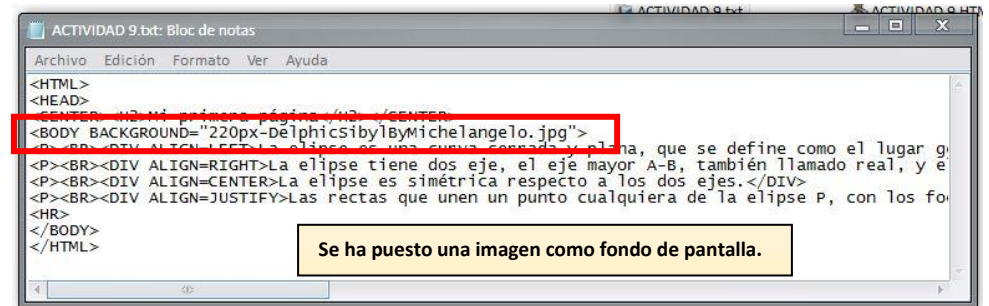 ACTIVIDAD 9.txt
ACTIVIDAD 9.HTM
ACTIVIDAD 9.txt: Bloc de notas
Archivo Edición Formato Ver Ayuda
<HTML>
<HEAD>
<CENTER> <H2>Mi primera página</H2> </CENTER>
<BODY BACKGROUND="220px-DelphicSibylByMichelangelo.jpg">
<P><BR><DIV ALIGN=LEFT>La elipse es una curva cerrada y plana, que se define como el lugar
<P><BR><DIV ALIGN=RIGHT>La elipse tiene dos eje, el eje mayor A-B, también llamado real, y
<P><BR><DIV ALIGN=CENTER>La elipse es simétrica respecto a los dos ejes.</DIV>
<P><BR><DIV ALIGN=JUSTIFY>Las rectas que unen un punto cualquiera de la elipse P, con los
<HR>
</BODY>
</HTML>
Se ha puesto una imagen como fondo de pantalla.